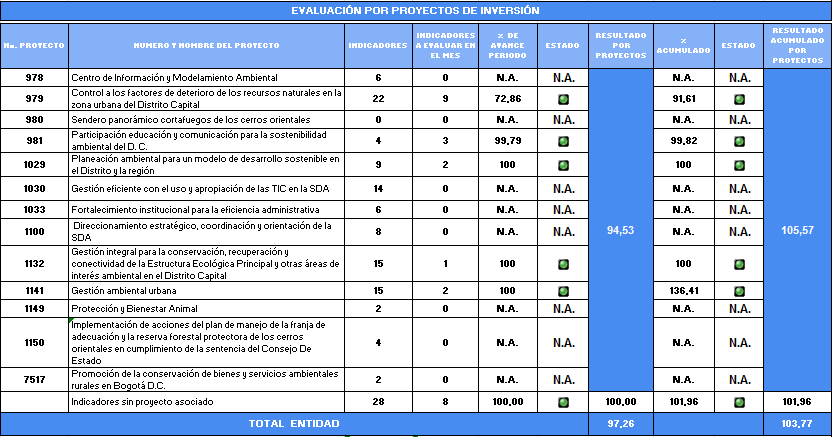 EVALUACIÓN POR PROYECTOS DE INVERSIÓN
No. PROYECTO NUMERO Y NOMBRE DEL PROYECTO INDICADORES INDICADORES A EVALUAR EN EL MES % DE AVANCE PERIODO ESTADO RESULTADO POR PROYECTOS % ACUMULADO ESTADO RESULTADO ACUMULADO POR PROYECTOS
978 Centro de Información y Modelamiento Ambiental 6 0 N.A. N.A. N.A. N.A.
979 Control a los factores de deterioro de los recursos naturales en la
zona urbana del Distrito Capital 22 9 72,86 91,61
980 Sendero panorámico cortafuegos de los cerros orientales 0 0 N.A. N.A. N.A. N.A.
981 Participación educación y comunicación para la sostenibilidad
ambiental del D. C. 4 3 99,79 99,82
1029 Planeación ambiental para un modelo de desarrollo sostenible en
el Distrito y la región 9 2 100 100
1030 Gestión eficiente con el uso y apropiación de las TIC en la SDA 14 0 N.A. N.A. N.A. N.A.
1033 Fortalecimiento institucional para la eficiencia administrativa 6 0 N.A. N.A. N.A. N.A.
1100 Direccionamiento estratégico, coordinación y orientación de la
SDA 8 0 N.A. N.A. 94,53 N.A. N.A. 105,57
1132 Gestión integral para la conservación, recuperación y
conectividad de la Estructura Ecológica Principal y otras áreas de
interés ambiental en el Distrito Capital 15 1 100 100
1141 Gestión ambiental urbana 15 2 100 136,41
1149 Protección y Bienestar Animal 2 0 N.A. N.A. N.A. N.A.
1150 Implementación de acciones del plan de manejo de la franja de
adecuación y la reserva forestal protectora de los cerros
orientales en cumplimiento de la sentencia del Consejo De
Estado 4 0 N.A. N.A. N.A. N.A.
7517 Promoción de la conservación de bienes y servicios ambientales
rurales en Bogotá D.C. 2 0 N.A. N.A. N.A. N.A.
Indicadores sin proyecto asociado 28 8 100,00 100,00 101,96 101,96
TOTAL ENTIDAD 97,26 103,77